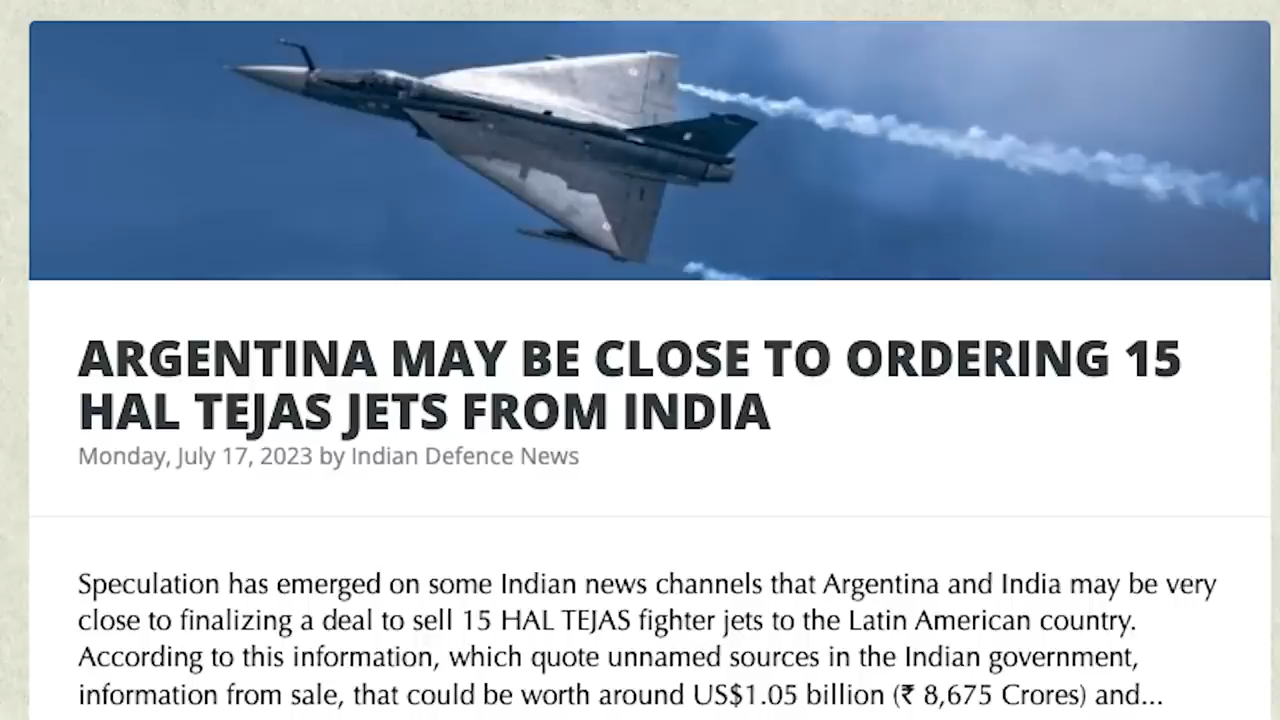 ARGENTINA MAY BE CLOSE TO ORDERING 15
HAL TEJAS JETS FROM INDIA
Monday, July 17, 2023 by Indian Defence News
Speculation has emerged on some Indian news channels that Argentina and India may be very
close to finalizing a deal to sell 15 HAL TEJAS fighter jets to the Latin American country.
According to this information, which quote unnamed sources in the Indian government,
information from sale, that could be worth around US$1.05 billion (₹ 8,675 Crores) and...